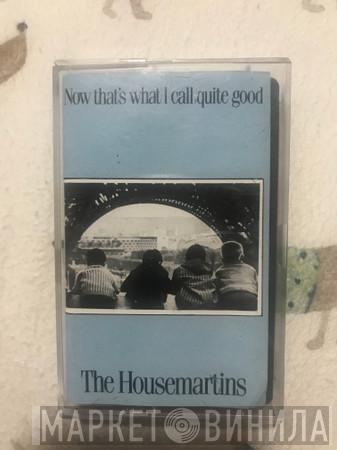 Now that's what I call quite good
The Housemartins
МАРКЕТ ВИНИЛА